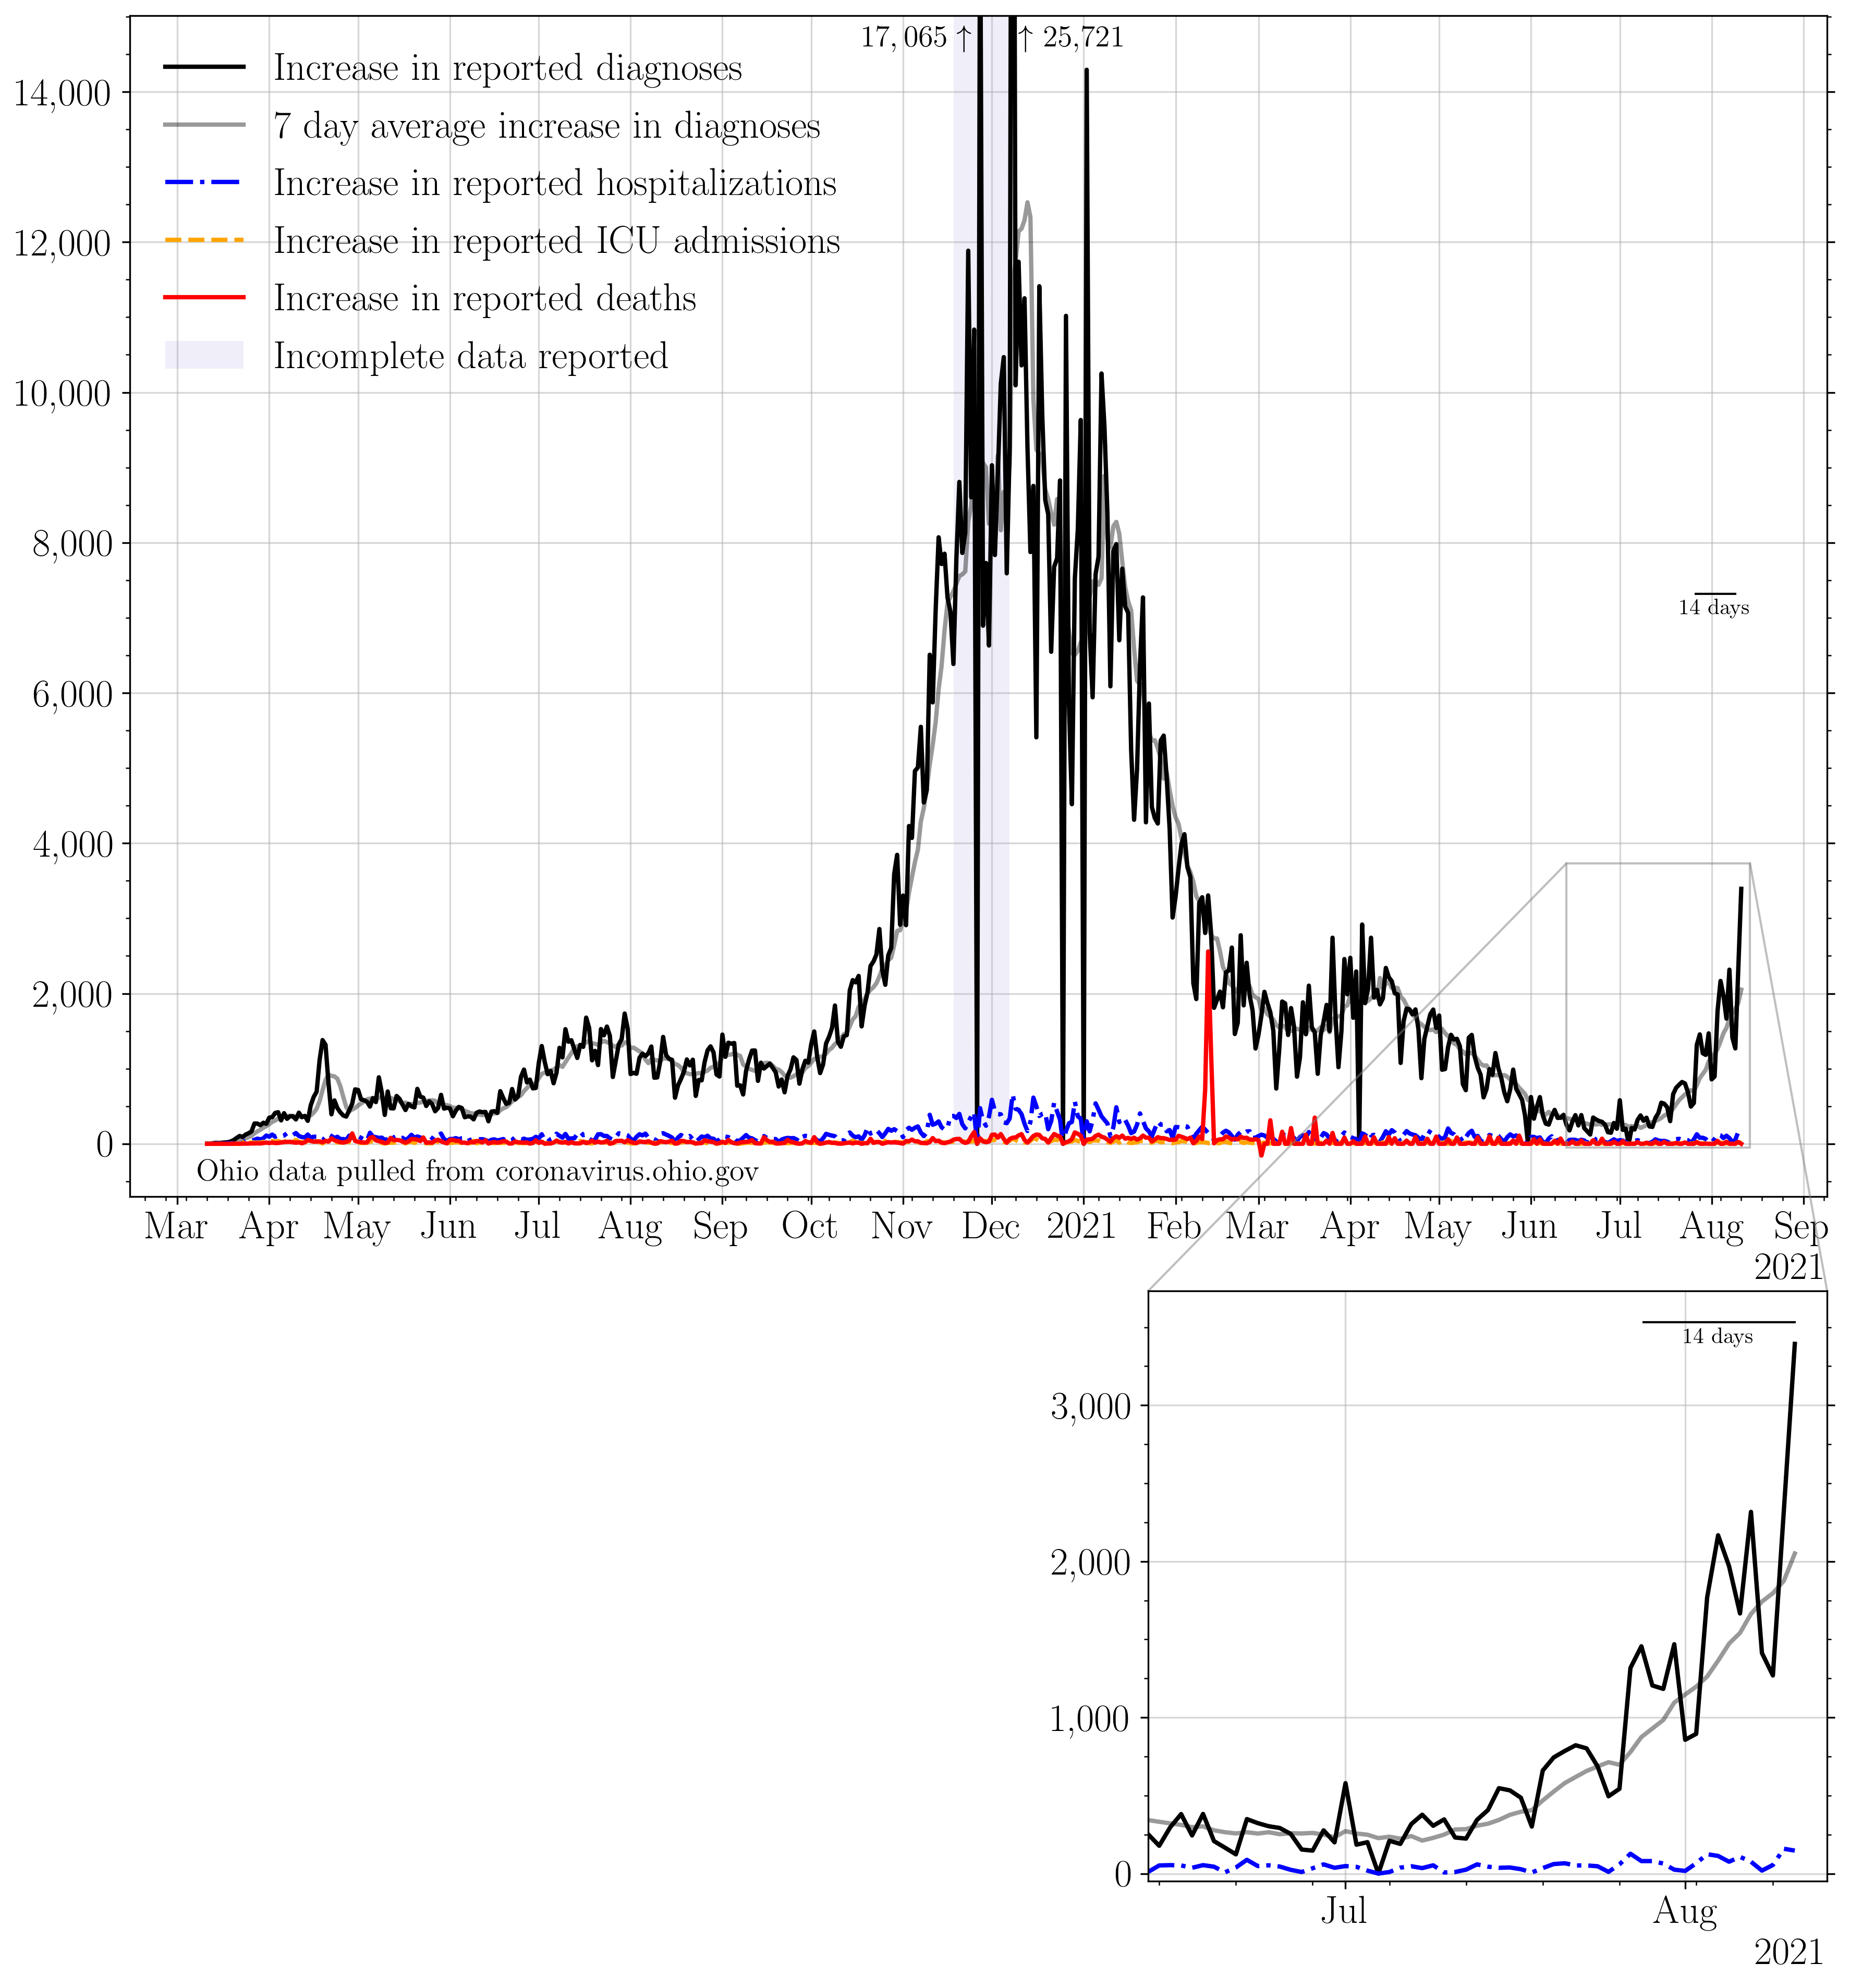 17,065 ↑ ↑ 25,721
Increase in reported diagnoses
7 day average increase in diagnoses
Increase in reported hospitalizations
Increase in reported ICU admissions
Increase in reported deaths
Incomplete data reported
14,000
12,000
10,000
8,000
6,000
4,000
2,000
0
14 days
Ohio data pulled from coronavirus.ohio.gov
Mar Apr May Jun Jul Aug Sep Oct Nov Dec 2021 Feb Mar Apr May Jun Jul Aug Sep
2021
14 days
3,000
2,000
1,000
0
Jul Aug
2021